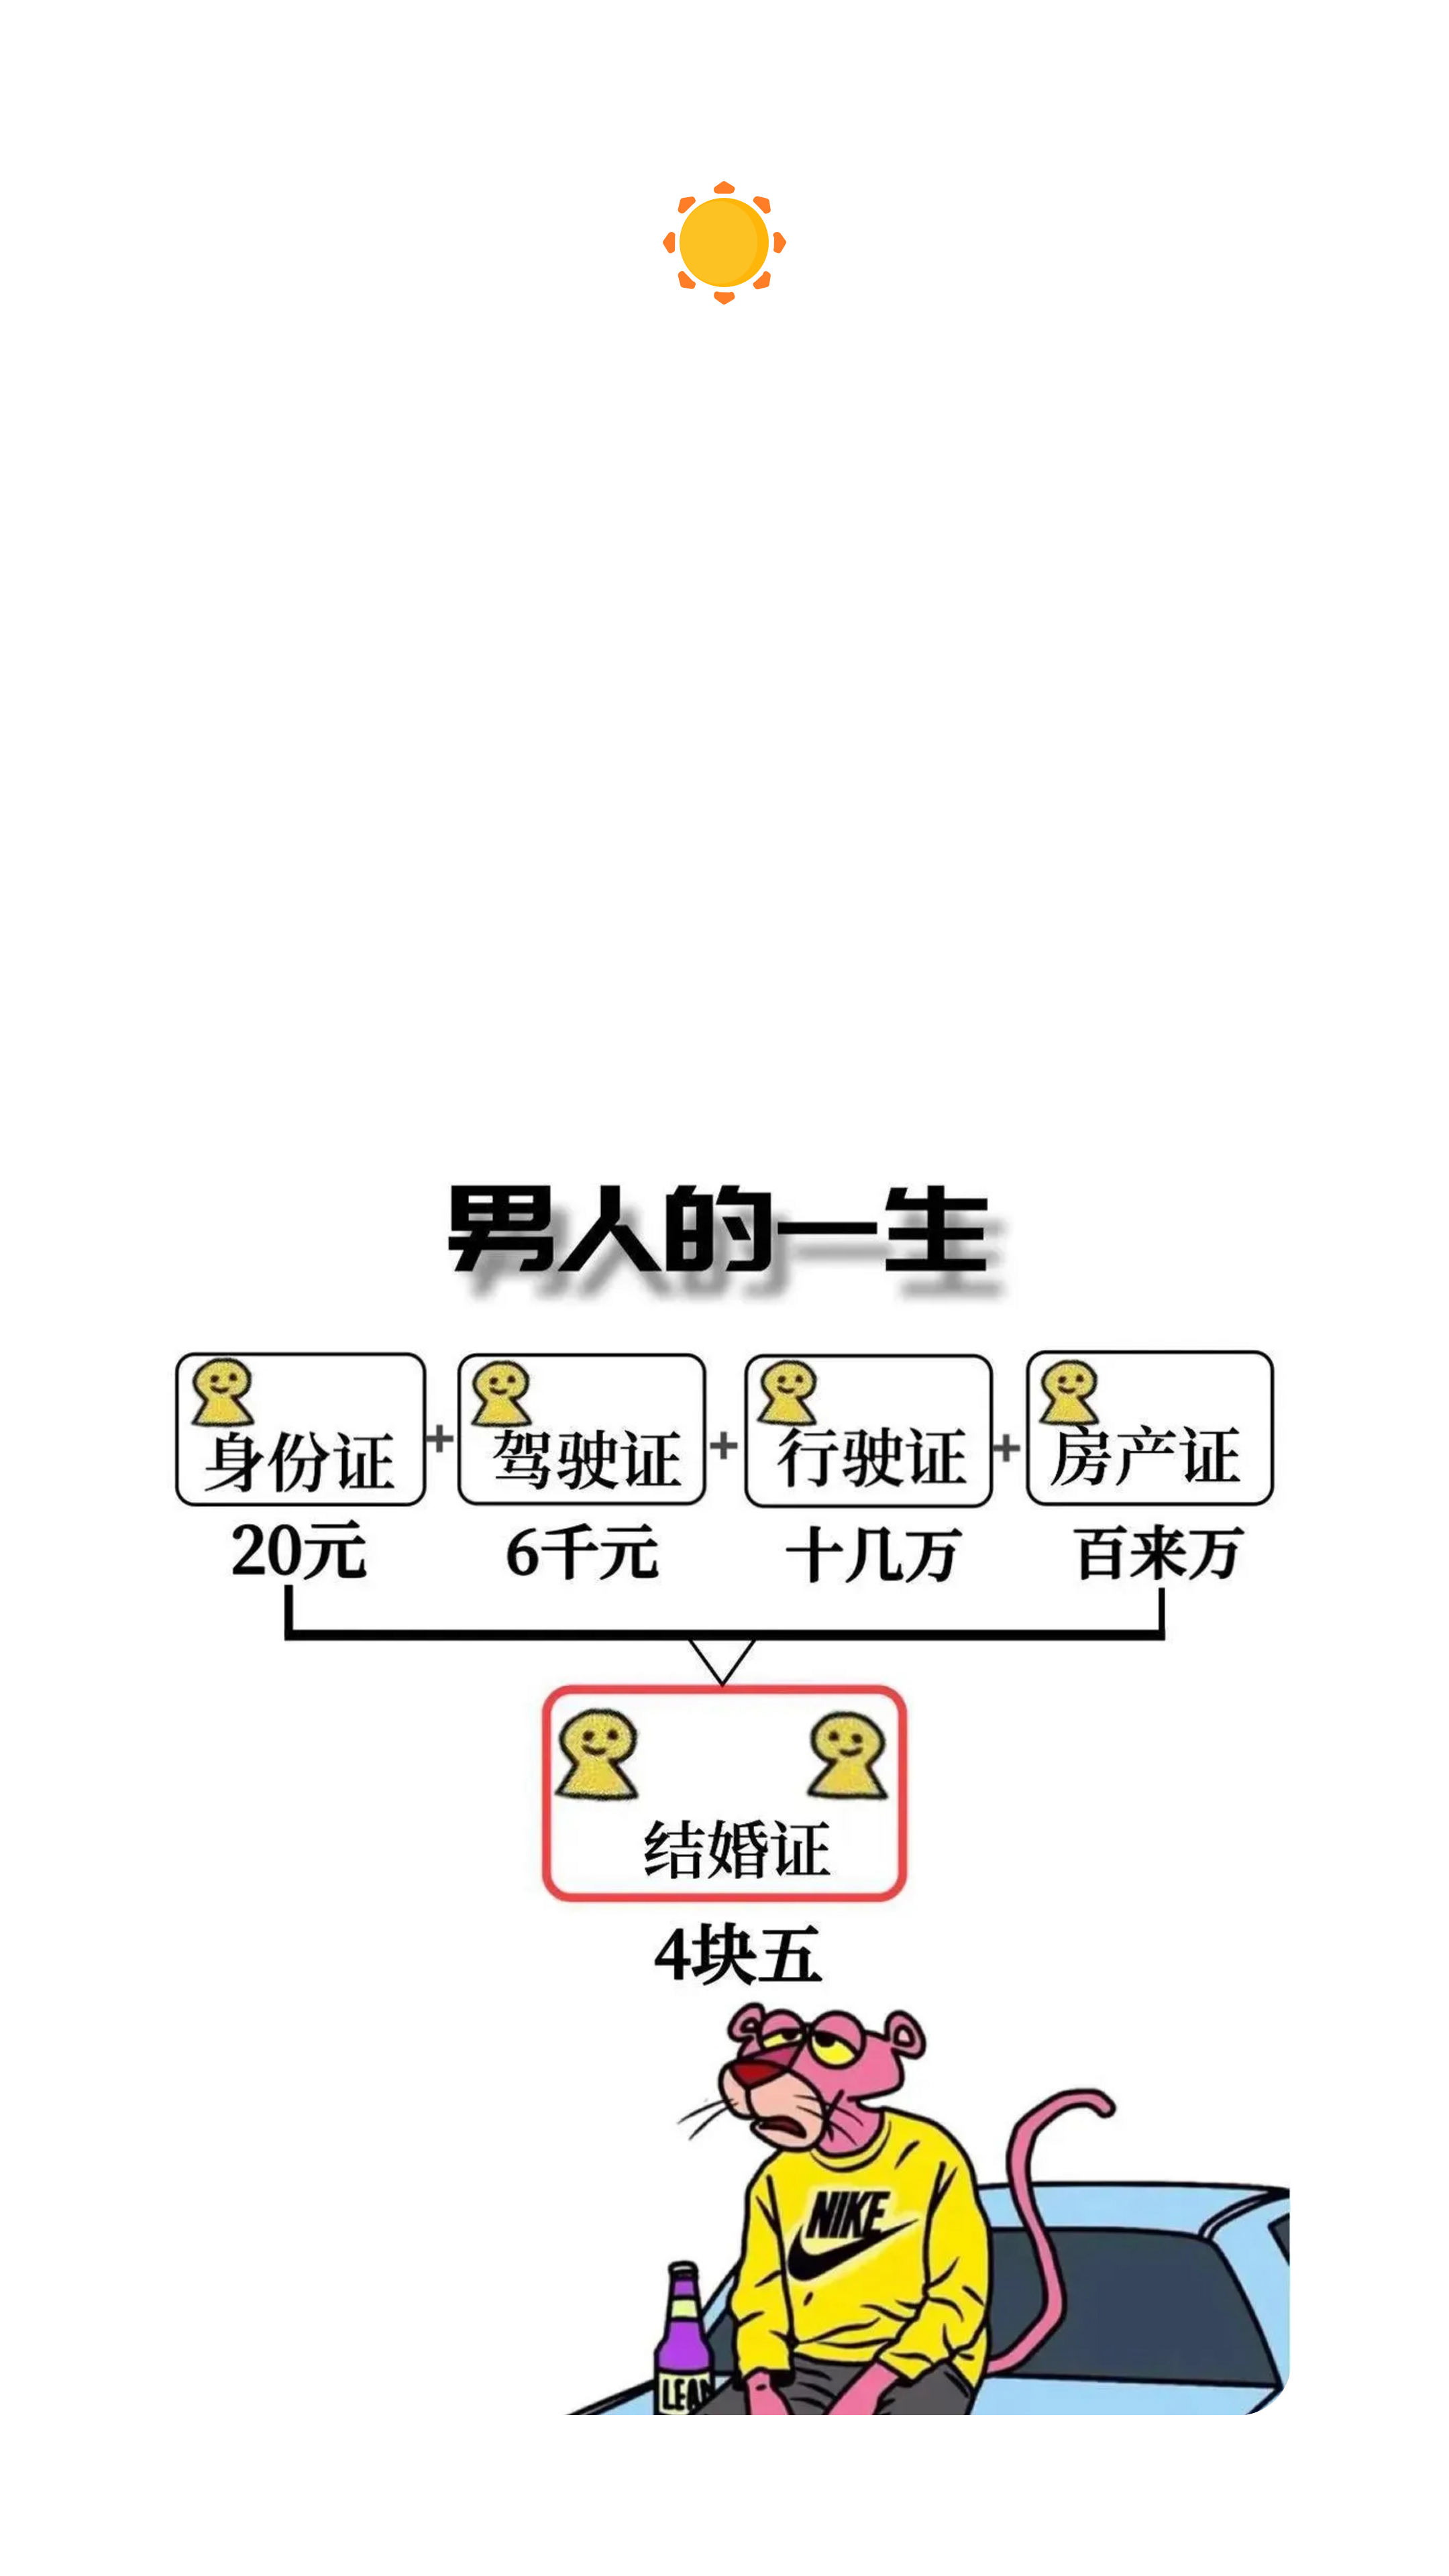 男人的一生
身份证 + 驾驶证 + 行驶证 + 房产证
20元 6千元 十几万 百来万
结婚证
4块五
NIKE
LEAN